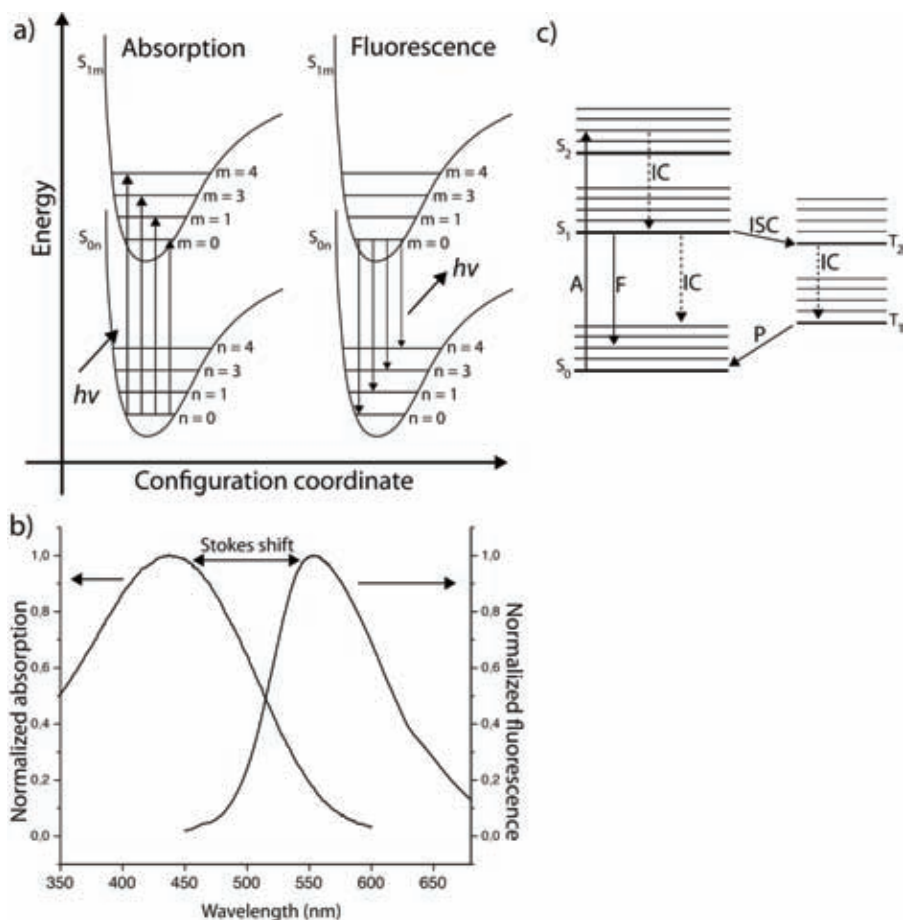 a)
Absorption
Fluorescence
S1m
S1m
m = 4
m = 3
m = 1
m = 0
m = 4
m = 3
m = 1
m = 0
S0n
S0n
hν
hν
n = 4
n = 3
n = 1
n = 0
n = 4
n = 3
n = 1
n = 0
Energy
Configuration coordinate
c)
S2
IC
S1
ISC
T2
A
F
IC
IC
T1
P
S0
b)
Stokes shift
1,0
0,8
0,6
0,4
0,2
0,0
1,0
0,8
0,6
0,4
0,2
0,0
Normalized absorption
Normalized fluorescence
350 400 450 500 550 600 650
Wavelength (nm)